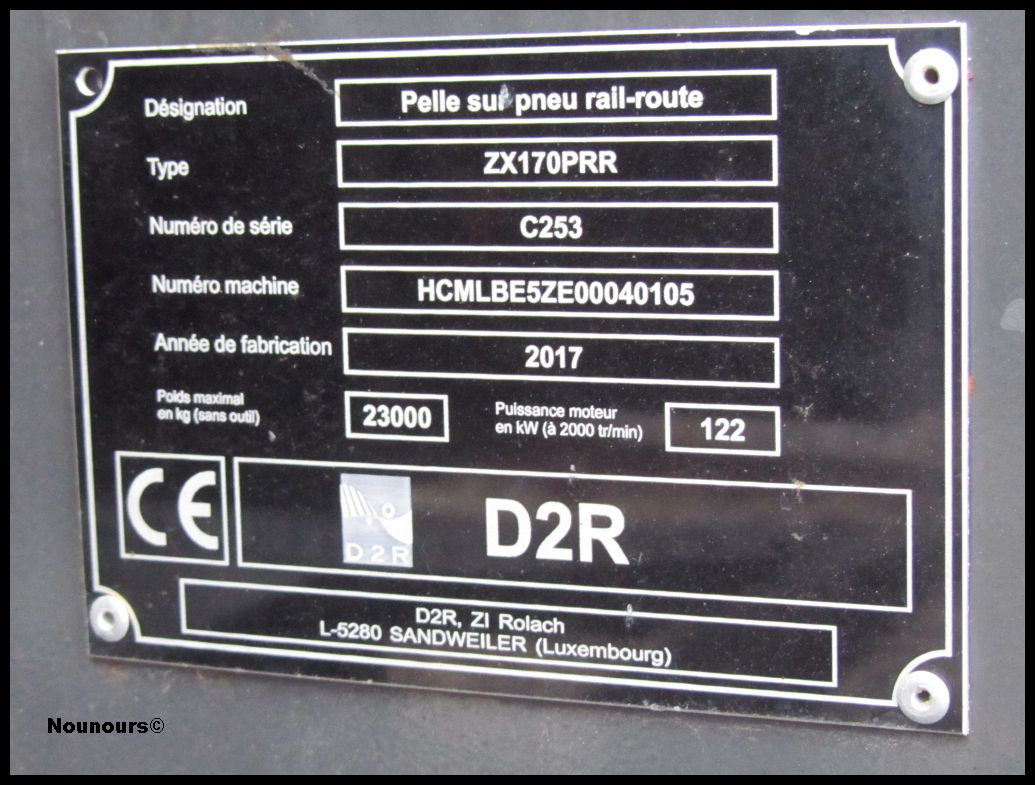 Désignation Pelle sur pneu rail-route
Type ZX170PRR
Numéro de série C253
Numéro machine HCMLBE5ZE00040105
Année de fabrication 2017
Poids maximal
en kg (sans outil) 23000
Puissance moteur
en kW (à 2000 tr/min) 122
CE
D2R
D2R
D2R, ZI Rolach
L-5280 SANDWEILER (Luxembourg)
Nounours©